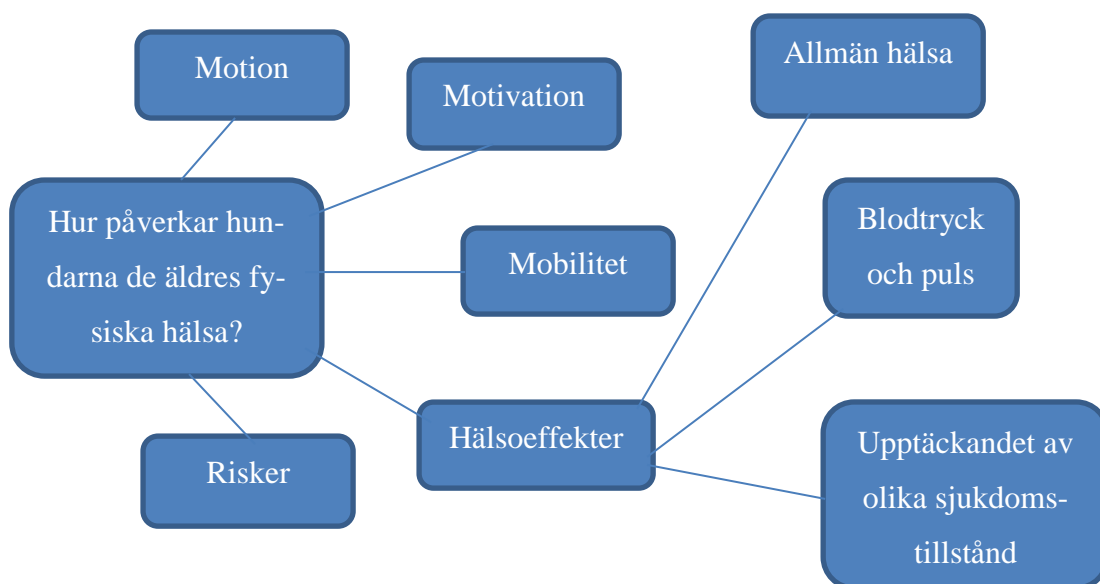 Motion
Motivation
Allmän hälsa
Hur påverkar hun-
darna de äldres fy-
siska hälsa?
Mobilitet
Blodtryck
och puls
Hälsoeffekter
Risker
Upptäckandet av
olika sjukdoms-
tillstånd